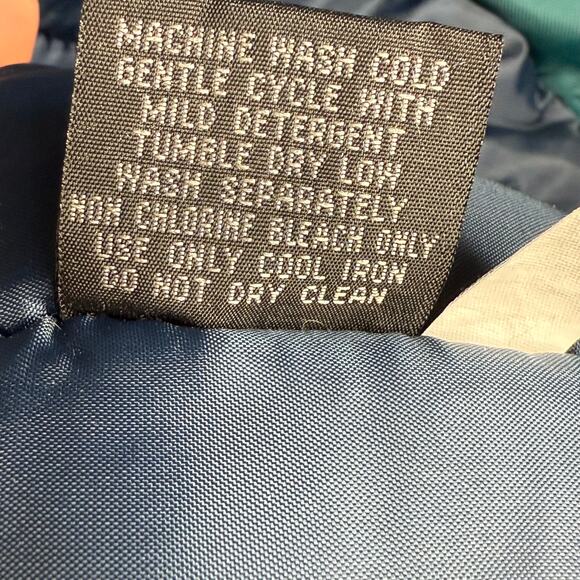 MACHINE WASH COLD
GENTLE CYCLE WITH
MILD DETERGENT
TUMBLE DRY LOW
WASH SEPARATELY
NON CHLORINE BLEACH ONLY
USE ONLY COOL IRON
DO NOT DRY CLEAN